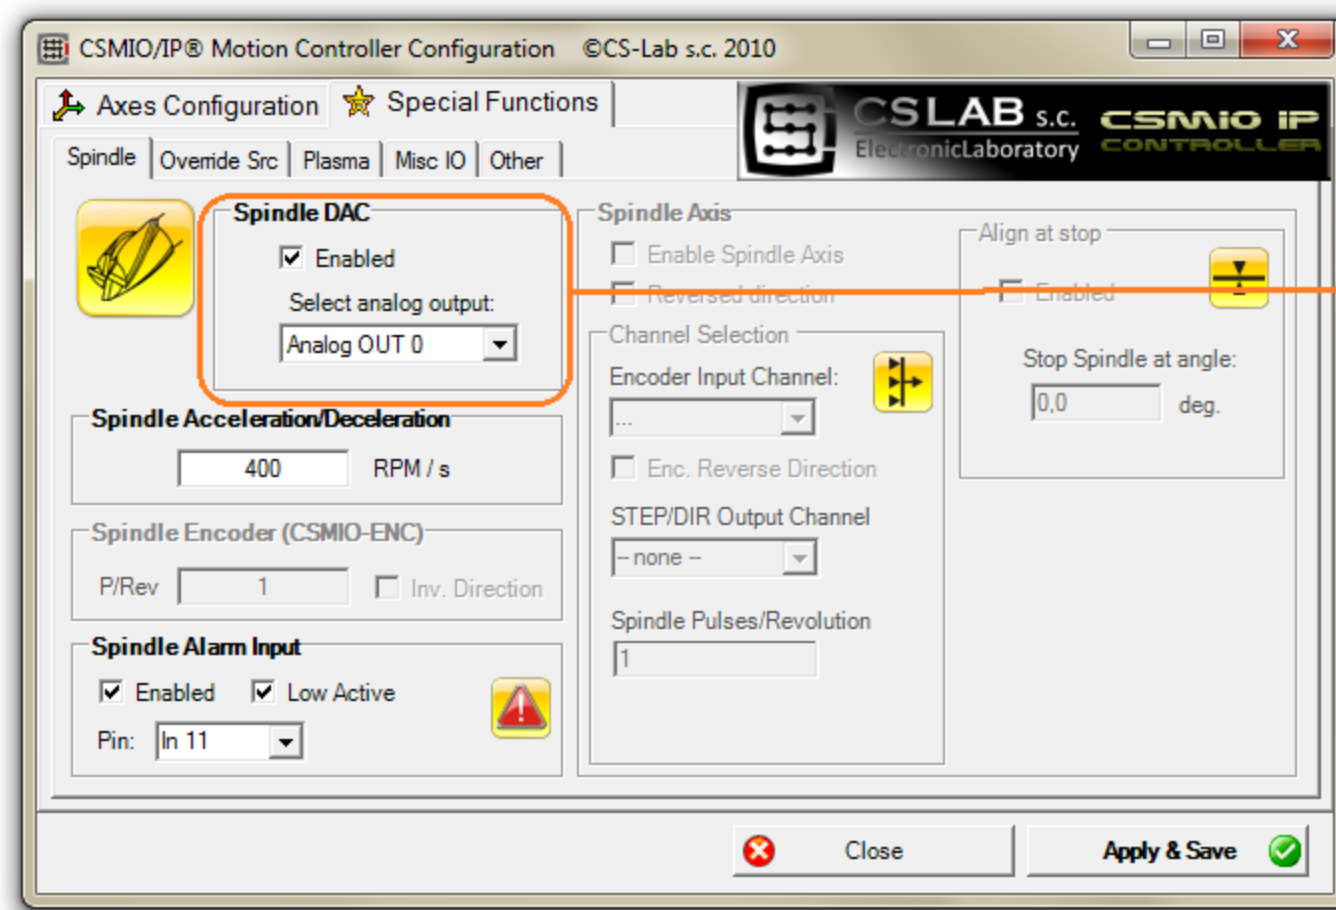 CSMIO/IP® Motion Controller Configuration ©CS-Lab s.c. 2010
Axes Configuration Special Functions
CSLAB s.c.
ElectronicLaboratory
CSMIO IP
CONTROLLER
Spindle Override Src Plasma Misc IO Other
Spindle DAC
Enabled
Select analog output:
Analog OUT 0
Spindle Acceleration/Deceleration
400 RPM / s
Spindle Encoder (CSMIO-ENC)
P/Rev 1 Inv. Direction
Spindle Alarm Input
Enabled Low Active
Pin: In 11
Spindle Axis
Enable Spindle Axis
Reversed direction
Channel Selection
Encoder Input Channel:
...
Enc. Reverse Direction
STEP/DIR Output Channel
-- none --
Spindle Pulses/Revolution
1
Align at stop
Enabled
Stop Spindle at angle:
0,0 deg.
Close Apply & Save